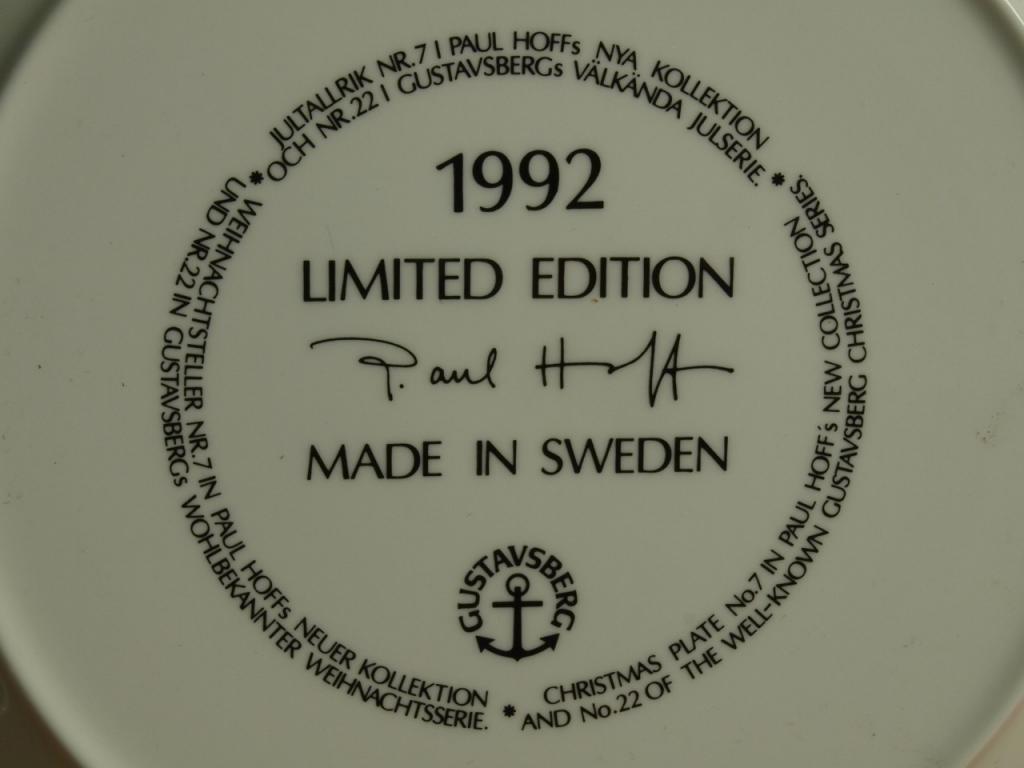 JULTALLRIK NR.7 I PAUL HOFFs NYA KOLLEKTION
* OCH NR.22 I GUSTAVSBERGs VÄLKÄNDA JULSERIE. *
1992
LIMITED EDITION
Paul Hoff
MADE IN SWEDEN
GUSTAVSBERG
WEIHNACHTSTELLER NR.7 IN PAUL HOFFs NEUER KOLLEKTION
UND NR.22 IN GUSTAVSBERGs WOHLBEKANNTER WEIHNACHTSSERIE. *
CHRISTMAS PLATE No.7 IN PAUL HOFF's NEW COLLECTION
AND No.22 OF THE WELL-KNOWN GUSTAVSBERG CHRISTMAS SERIES.